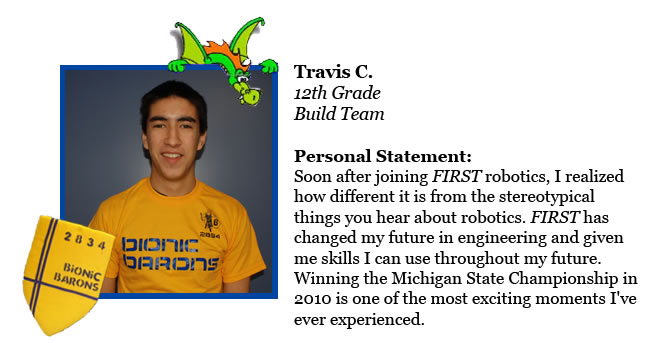 Travis C.
12th Grade
Build Team
Personal Statement:
Soon after joining FIRST robotics, I realized
how different it is from the stereotypical
things you hear about robotics. FIRST has
changed my future in engineering and given
me skills I can use throughout my future.
Winning the Michigan State Championship in
2010 is one of the most exciting moments I've
ever experienced.
2834
BIONIC
BARONS
2834
BiONiC
BARONS